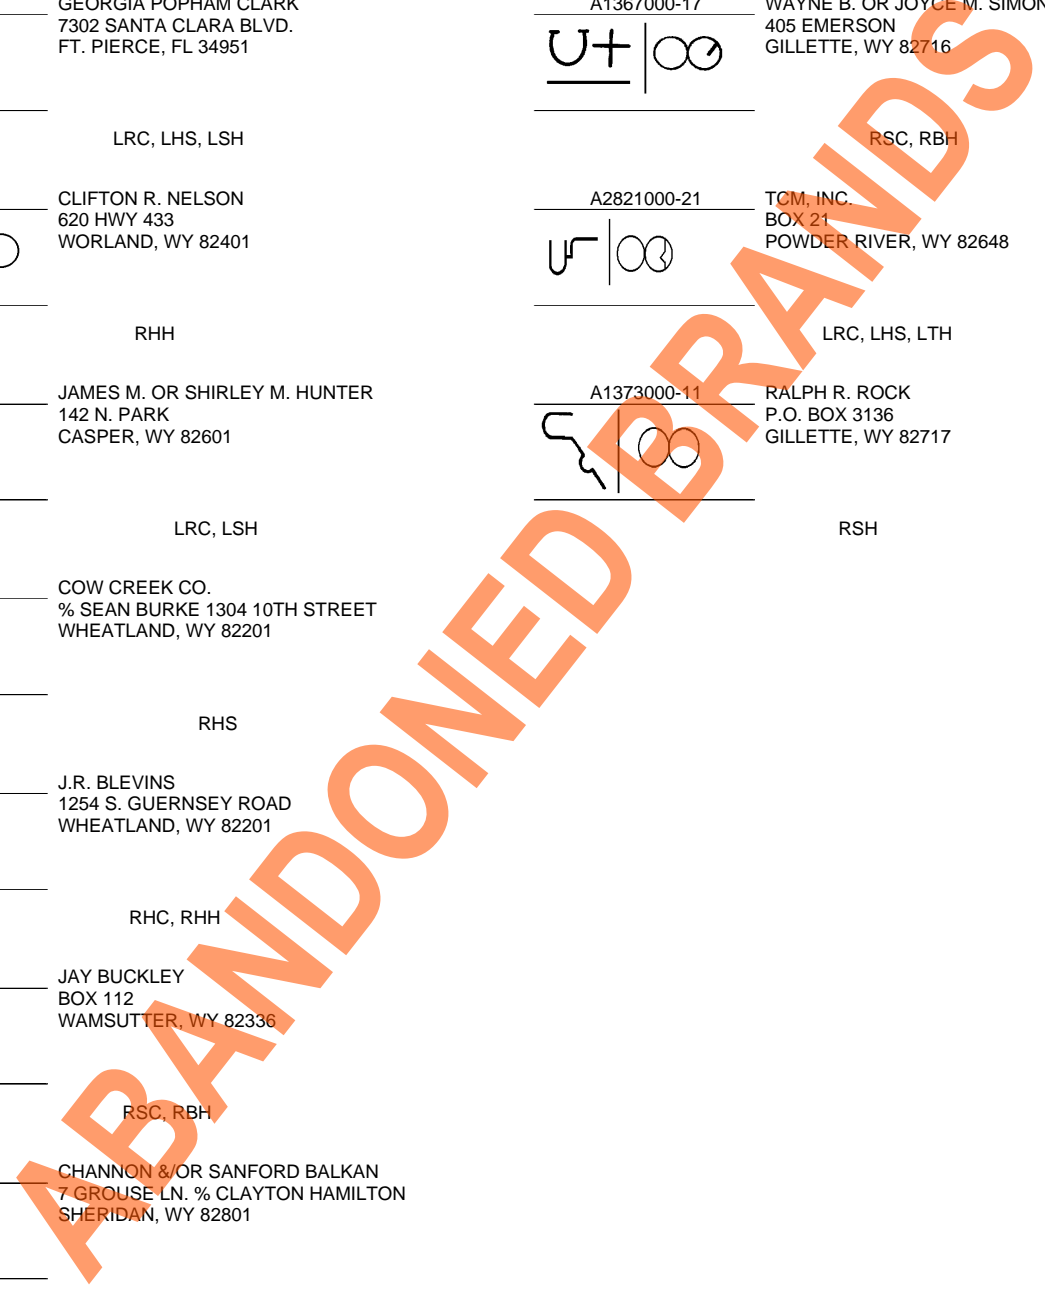 GEORGIA POPHAM CLARK
7302 SANTA CLARA BLVD.
FT. PIERCE, FL 34951
LRC, LHS, LSH
CLIFTON R. NELSON
620 HWY 433
WORLAND, WY 82401
RHH
JAMES M. OR SHIRLEY M. HUNTER
142 N. PARK
CASPER, WY 82601
LRC, LSH
COW CREEK CO.
% SEAN BURKE 1304 10TH STREET
WHEATLAND, WY 82201
RHS
J.R. BLEVINS
1254 S. GUERNSEY ROAD
WHEATLAND, WY 82201
RHC, RHH
JAY BUCKLEY
BOX 112
WAMSUTTER, WY 82336
RSC, RBH
CHANNON &/OR SANFORD BALKAN
7 GROUSE LN. % CLAYTON HAMILTON
SHERIDAN, WY 82801
A1367000-17
WAYNE B. OR JOYCE M. SIMON
405 EMERSON
GILLETTE, WY 82716
RSC, RBH
A2821000-21
TCM, INC.
BOX 21
POWDER RIVER, WY 82648
LRC, LHS, LTH
A1373000-11
RALPH R. ROCK
P.O. BOX 3136
GILLETTE, WY 82717
RSH
ABANDONED BRANDS